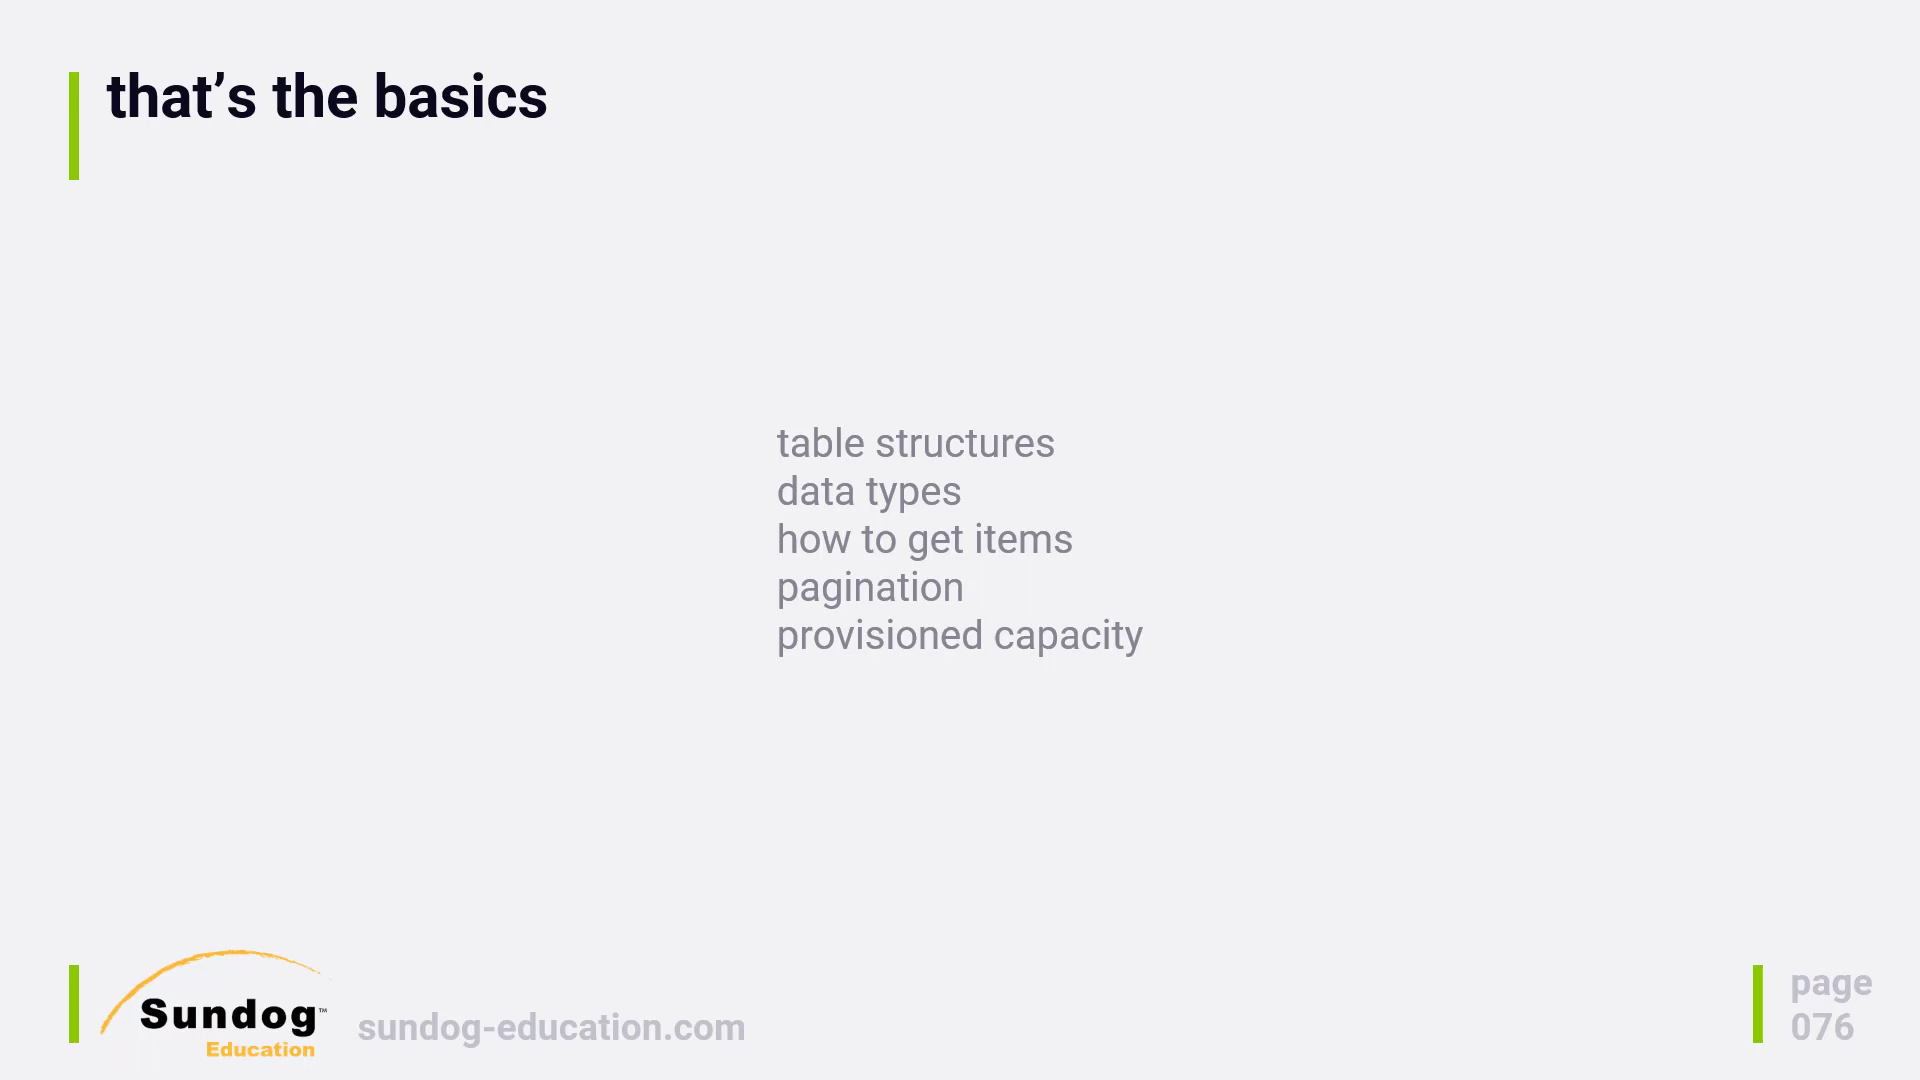 that’s the basics
table structures
data types
how to get items
pagination
provisioned capacity
Sundog™
Education
sundog-education.com
page
076